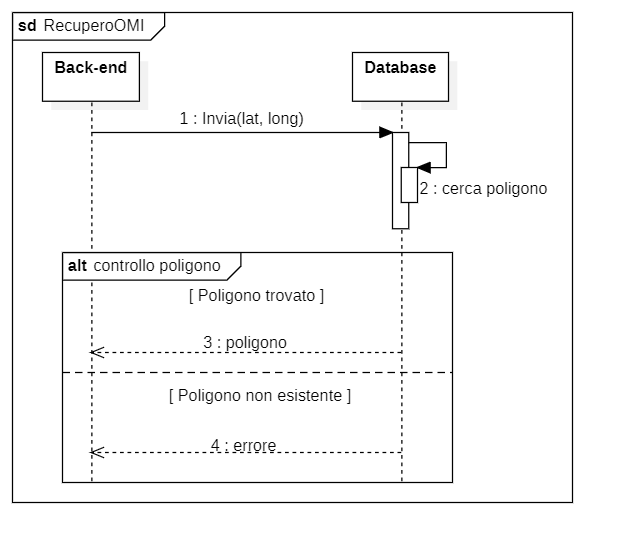 sd RecuperoOMI
Back-end
Database
1 : Invia(lat, long)
2 : cerca poligono
alt controllo poligono
[ Poligono trovato ]
3 : poligono
[ Poligono non esistente ]
4 : errore